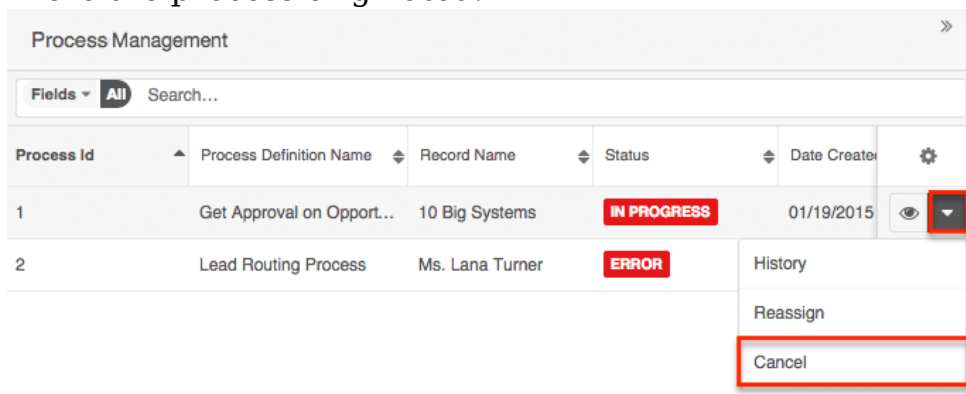 Process Management
Fields All Search...
Process Id Process Definition Name Record Name Status Date Create
1 Get Approval on Opport... 10 Big Systems IN PROGRESS 01/19/2015
2 Lead Routing Process Ms. Lana Turner ERROR
History
Reassign
Cancel